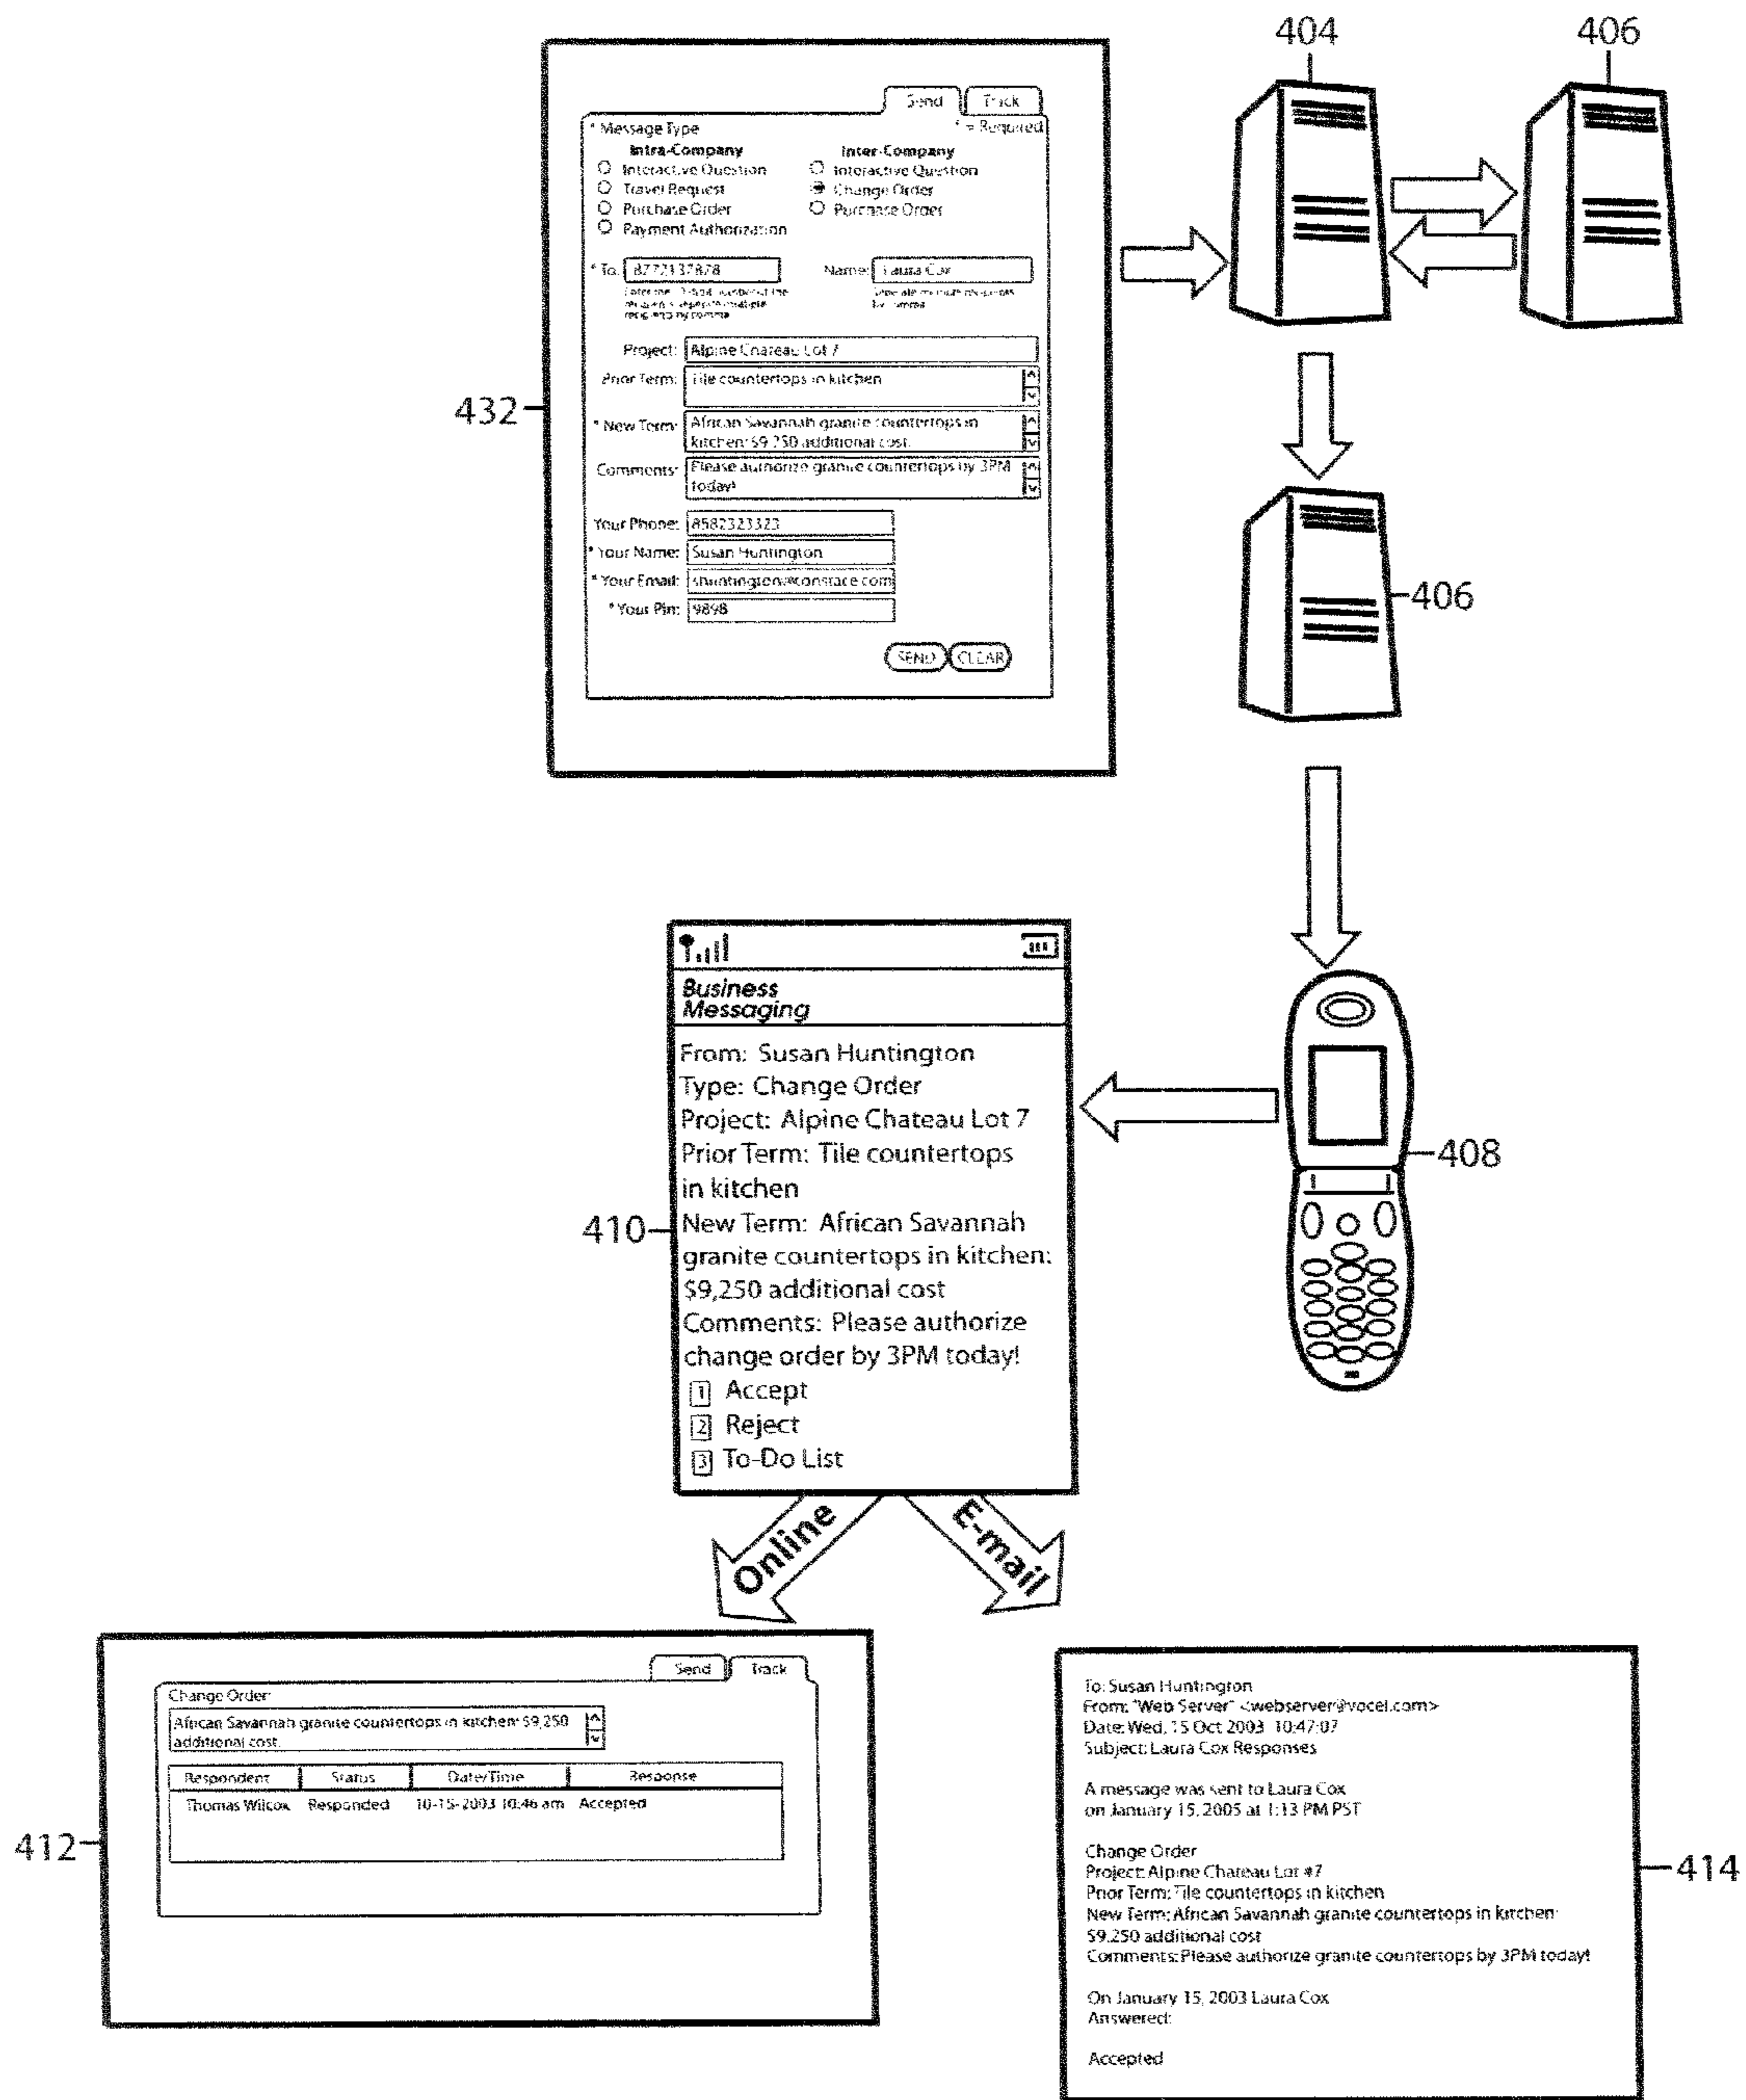 404
406
Send Track
* Message Type * = Required
Intra-Company Inter-Company
Interactive Question Interactive Question
Travel Request Change Order
Purchase Order Purchase Order
Payment Authorization
* To: 8772137878 Name: Laura Cox
recipients by comma
Project: Alpine Chateau Lot 7
Prior Term: Tile countertops in kitchen
432
* New Term: African Savannah granite countertops in
kitchen: $9,250 additional cost.
Comments: Please authorize granite countertops by 3PM
today!
Your Phone: 8582323323
* Your Name: Susan Huntington
* Your Email: shuntington@constace.com
* Your Pin: 9898
SEND CLEAR
406
Business
Messaging
From: Susan Huntington
Type: Change Order
Project: Alpine Chateau Lot 7
Prior Term: Tile countertops
in kitchen
408
410
New Term: African Savannah
granite countertops in kitchen:
$9,250 additional cost
Comments: Please authorize
change order by 3PM today!
1 Accept
2 Reject
3 To-Do List
Online
E-mail
Send Track
Change Order:
African Savannah granite countertops in kitchen: $9,250
additional cost.
Respondent Status Date/Time Response
Thomas Wilcox Responded 10-15-2003 10:46 am Accepted
412
To: Susan Huntington
From: "Web Server" <webserver@vocel.com>
Date: Wed, 15 Oct 2003 10:47:07
Subject: Laura Cox Responses
A message was sent to Laura Cox
on January 15, 2005 at 1:13 PM PST
Change Order
Project: Alpine Chateau Lot #7
Prior Term: Tile countertops in kitchen
New Term: African Savannah granite countertops in kitchen:
$9,250 additional cost
Comments: Please authorize granite countertops by 3PM today!
On January 15, 2003 Laura Cox
Answered:
Accepted
414